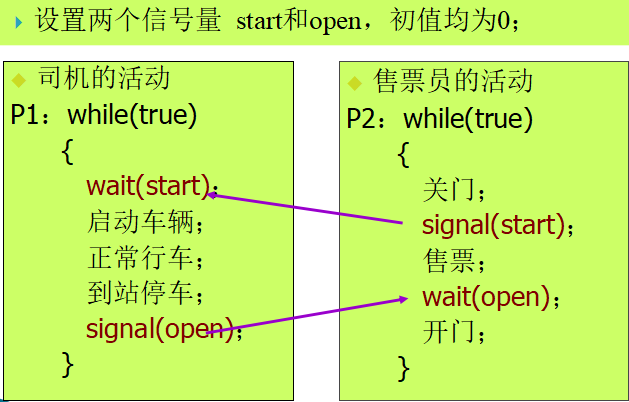 设置两个信号量 start和open，初值均为0；
司机的活动
P1：while(true)
{
wait(start)；
启动车辆；
正常行车；
到站停车；
signal(open)；
}
售票员的活动
P2：while(true)
{
关门；
signal(start)；
售票；
wait(open)；
开门；
}